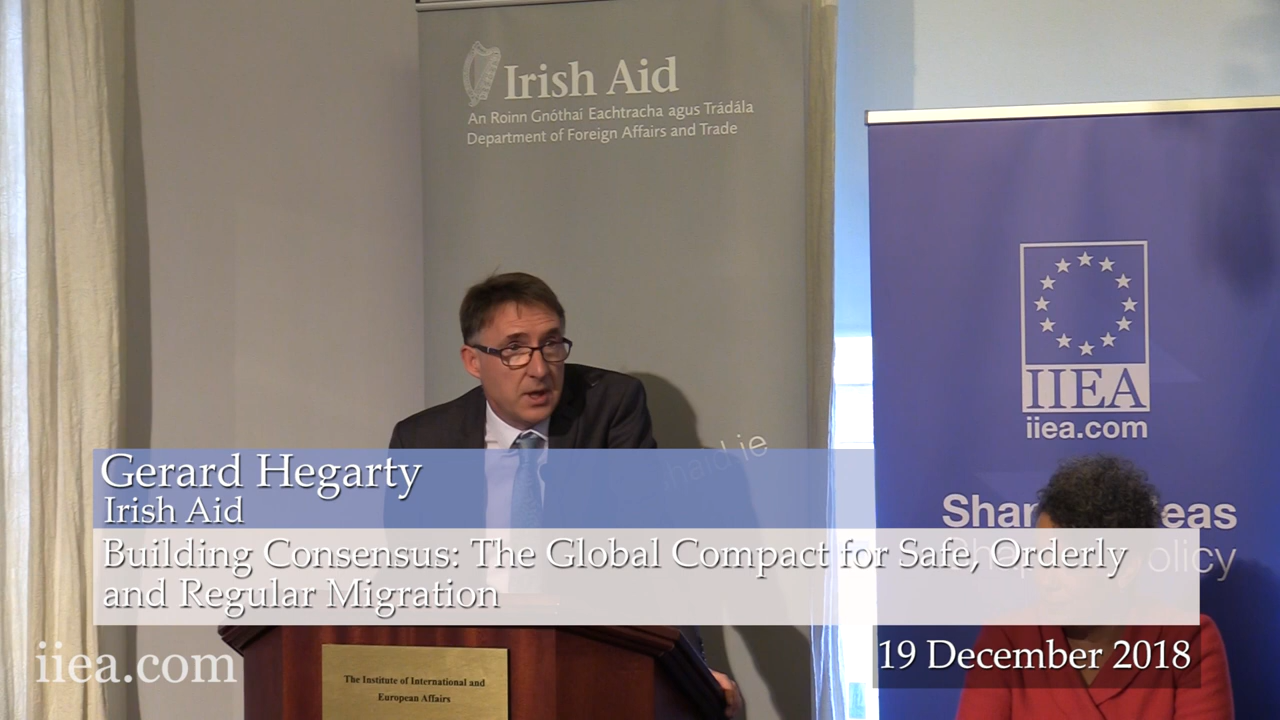 Irish Aid
An Roinn Gnóthaí Eachtracha agus Trádála
Department of Foreign Affairs and Trade
IIEA
iiea.com
Gerard Hegarty
Irish Aid
Building Consensus: The Global Compact for Safe, Orderly
and Regular Migration
19 December 2018
iiea.com
The Institute of International and
European Affairs